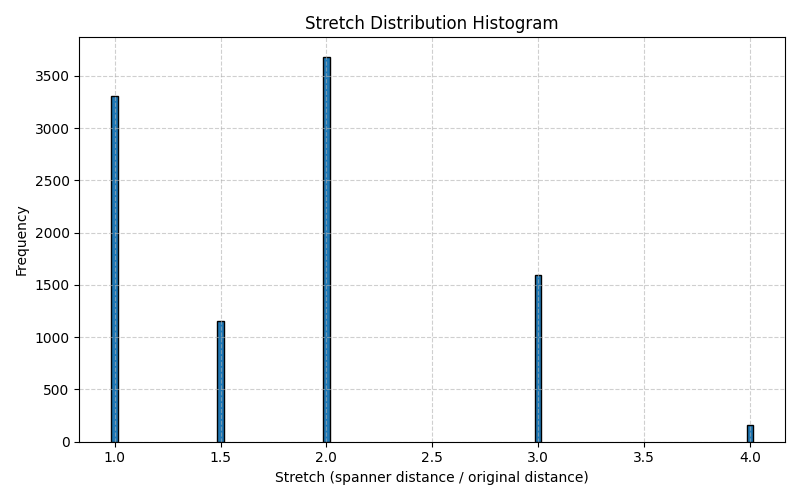 Stretch Distribution Histogram
Frequency
3500
3000
2500
2000
1500
1000
500
0
1.0 1.5 2.0 2.5 3.0 3.5 4.0
Stretch (spanner distance / original distance)